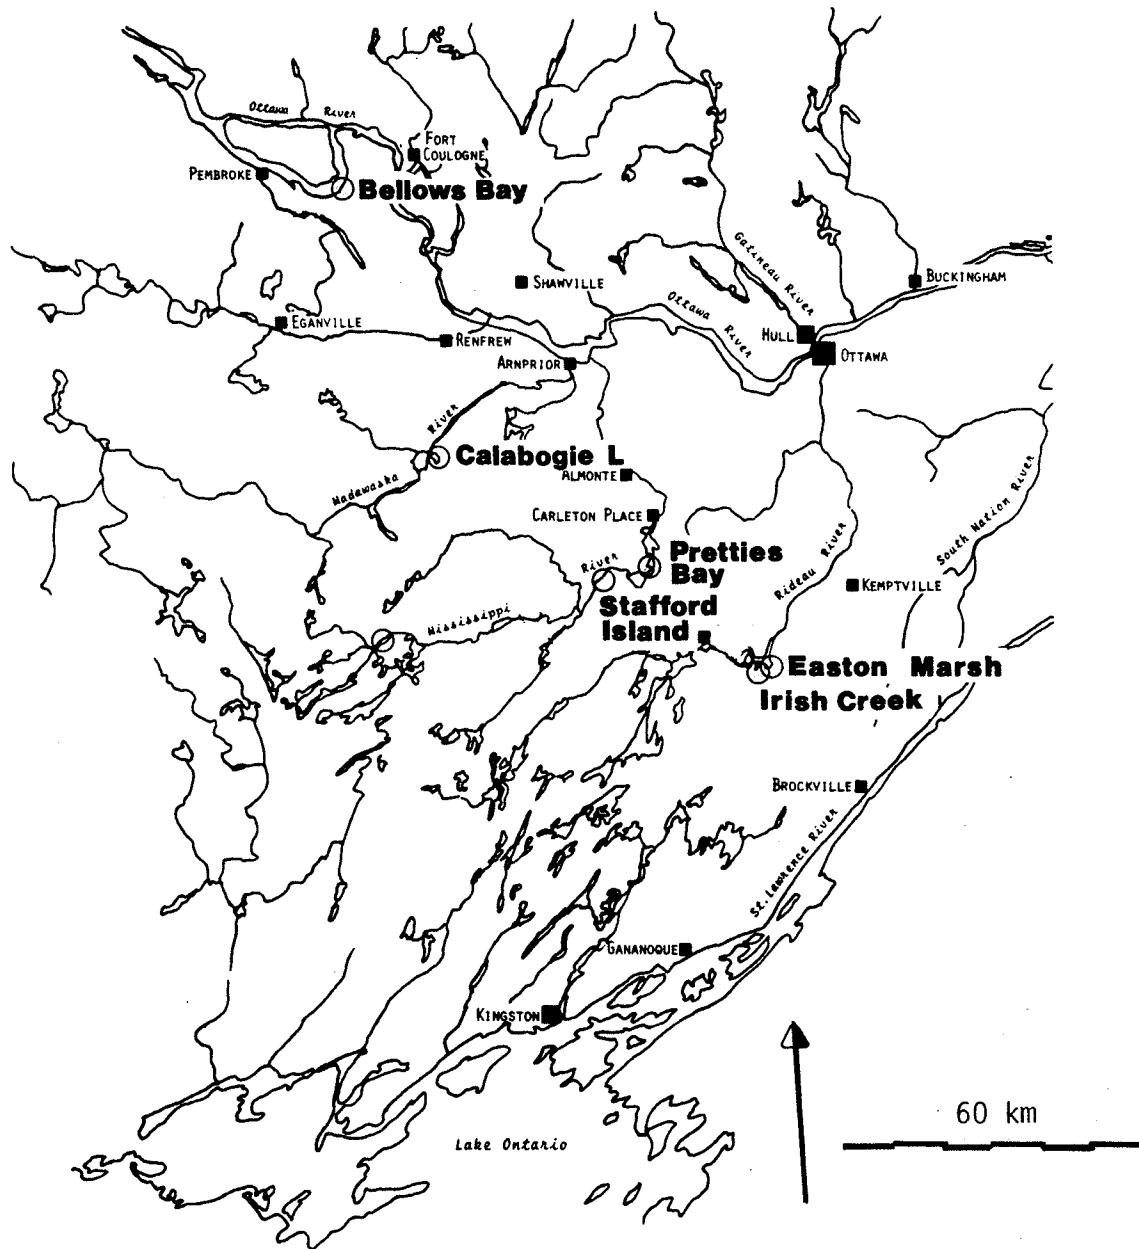 Ottawa River
FORT
COULOGNE
PEMBROKE
Bellows Bay
Gatineau River
SHAWVILLE
BUCKINGHAM
Ottawa River
EGANVILLE
HULL
RENFREW
OTTAWA
ARNPRIOR
River
Calabogie L
ALMONTE
Madawaska
South Nation River
CARLETON PLACE
Rideau River
River
Pretties
Bay
KEMPTVILLE
Stafford
Island
Mississippi
Easton Marsh
Irish Creek
BROCKVILLE
St. Lawrence River
GANANOQUE
KINGSTON
60 km
Lake Ontario